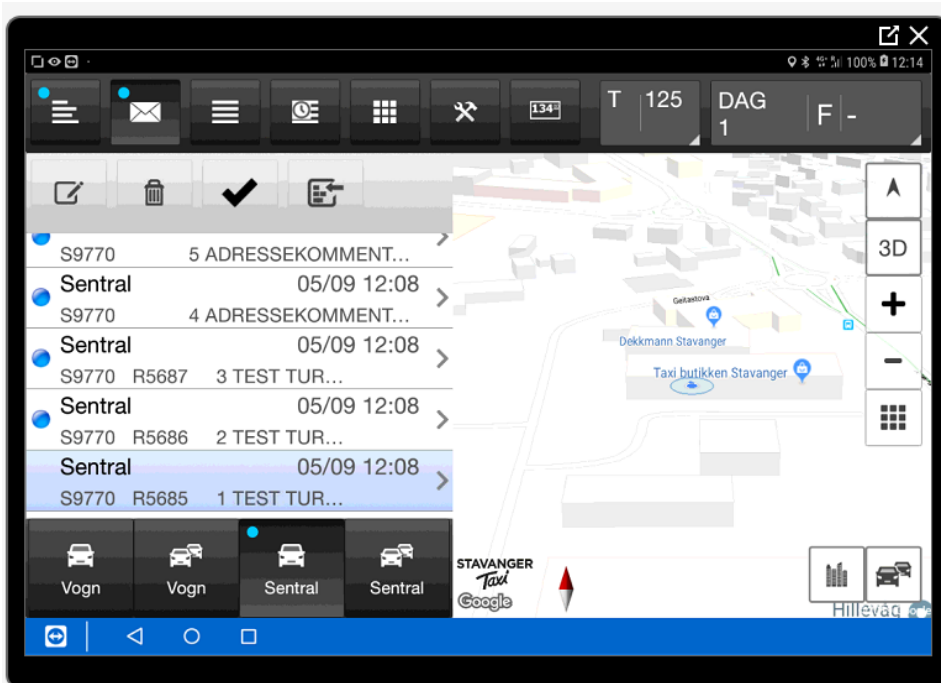 100% 12:14
134
T 125
DAG
1
F -
S9770 5 ADRESSEKOMMENT...
Sentral 05/09 12:08
S9770 4 ADRESSEKOMMENT...
Sentral 05/09 12:08
S9770 R5687 3 TEST TUR...
Sentral 05/09 12:08
S9770 R5686 2 TEST TUR...
Sentral 05/09 12:08
S9770 R5685 1 TEST TUR...
Vogn
Vogn
Sentral
Sentral
3D
Geitastova
Dekkmann Stavanger
Taxi butikken Stavanger
STAVANGER
Taxi
Google
Hillevåg